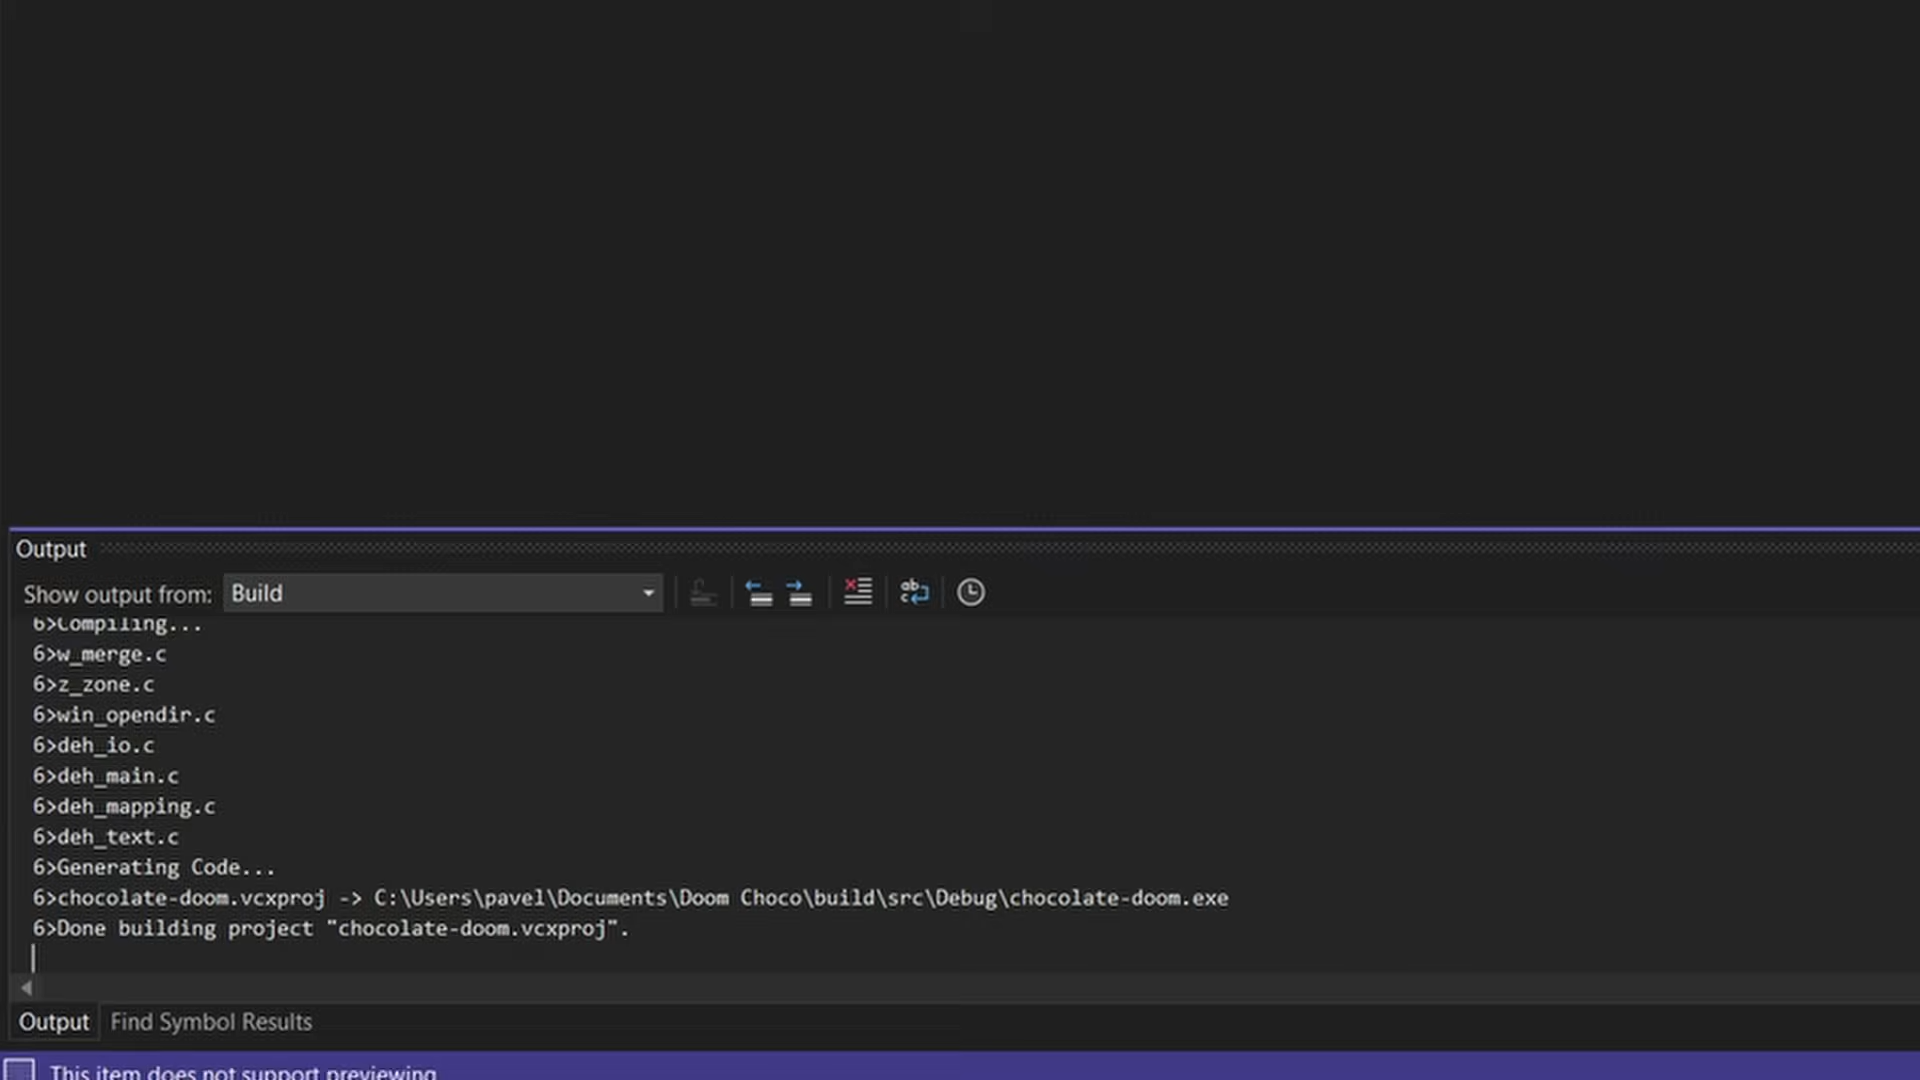 Output
Show output from: Build
6>Compiling...
6>w_merge.c
6>z_zone.c
6>win_opendir.c
6>deh_io.c
6>deh_main.c
6>deh_mapping.c
6>deh_text.c
6>Generating Code...
6>chocolate-doom.vcxproj -> C:\Users\pavel\Documents\Doom Choco\build\src\Debug\chocolate-doom.exe
6>Done building project "chocolate-doom.vcxproj".
Output Find Symbol Results
This item does not support previewing